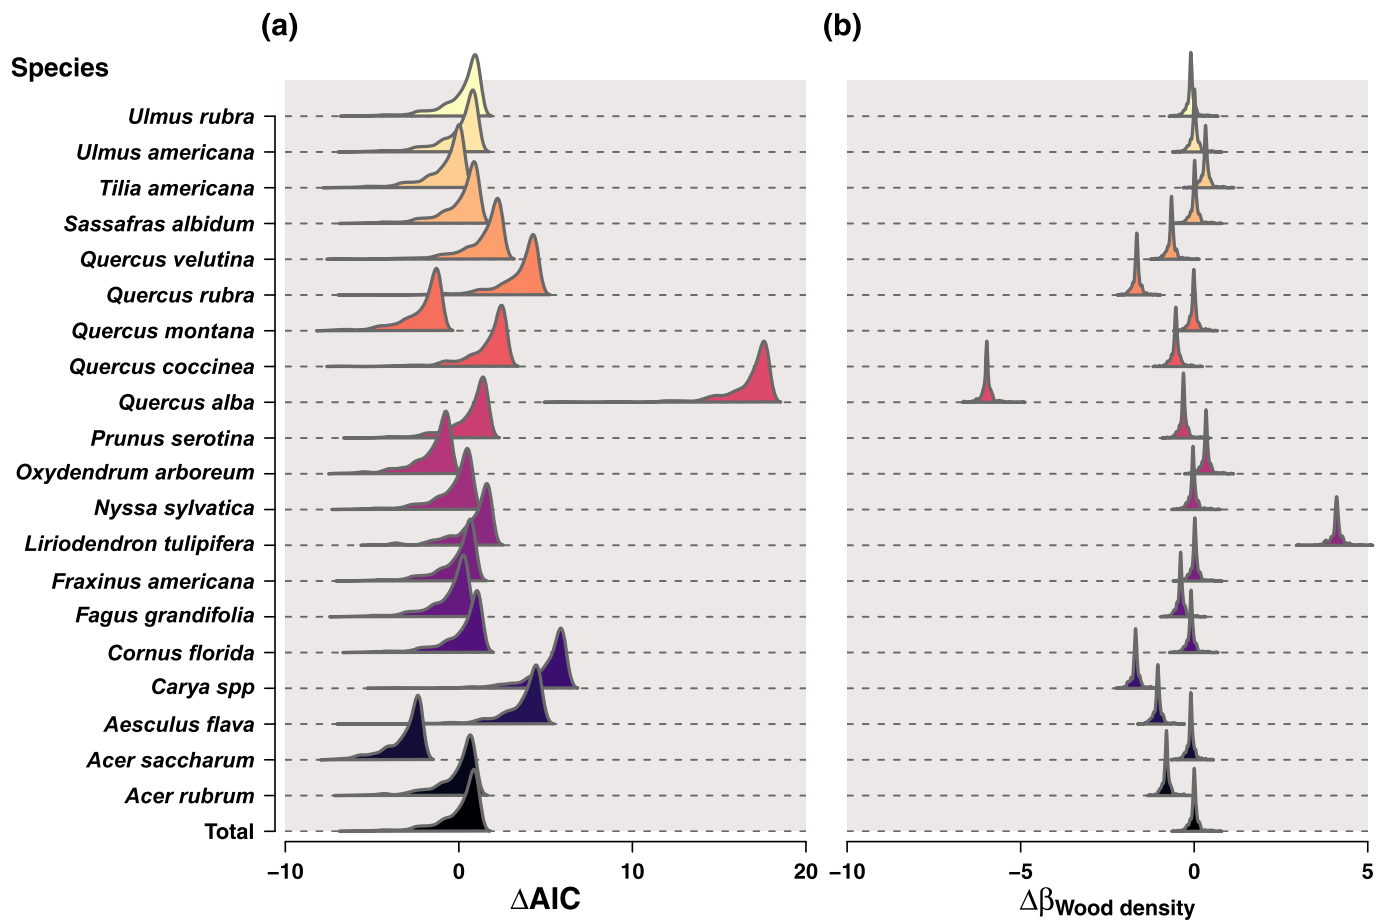 (a)
(b)
Species
Ulmus rubra
Ulmus americana
Tilia americana
Sassafras albidum
Quercus velutina
Quercus rubra
Quercus montana
Quercus coccinea
Quercus alba
Prunus serotina
Oxydendrum arboreum
Nyssa sylvatica
Liriodendron tulipifera
Fraxinus americana
Fagus grandifolia
Cornus florida
Carya spp
Aesculus flava
Acer saccharum
Acer rubrum
Total
−10 0 10 20
−10 −5 0 5
ΔAIC
Δβ Wood density